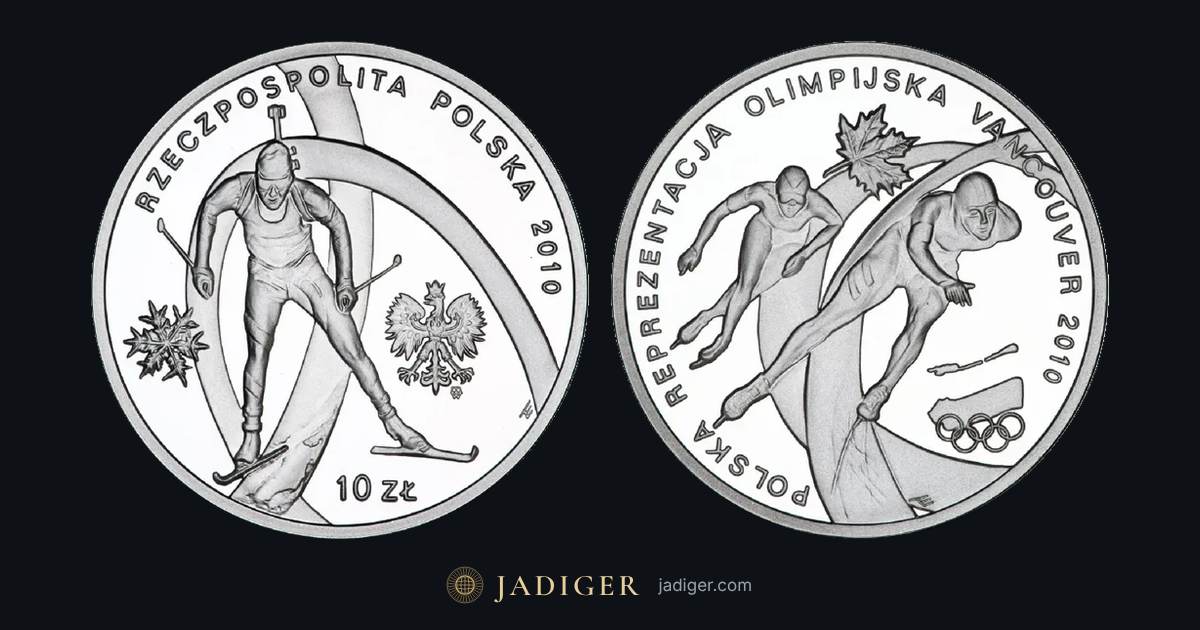 RZECZPOSPOLITA POLSKA 2010
10 ZŁ
POLSKA REPREZENTACJA OLIMPIJSKA VANCOUVER 2010
JADIGER
jadiger.com